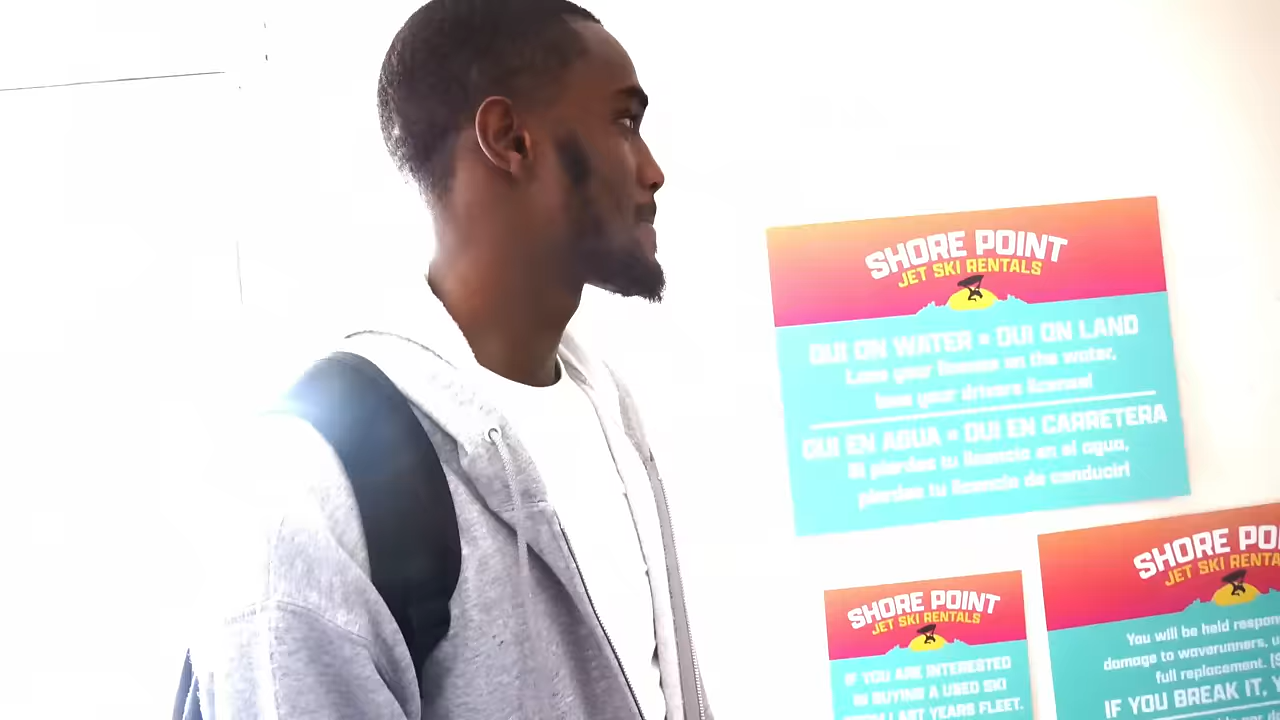 SHORE POINT
JET SKI RENTALS
DUI ON WATER = DUI ON LAND
Lose your license on the water,
lose your drivers license!
DUI EN AGUA = DUI EN CARRETERA
Si pierdes tu licencia en el agua,
pierdes tu licencia de conducir!
SHORE POINT
JET SKI RENTALS
IF YOU ARE INTERESTED
IN BUYING A USED SKI
FROM LAST YEARS FLEET.
SHORE PO
JET SKI RENTA
You will be held respon
damage to waverunners,
full replacement.
IF YOU BREAK IT, Y